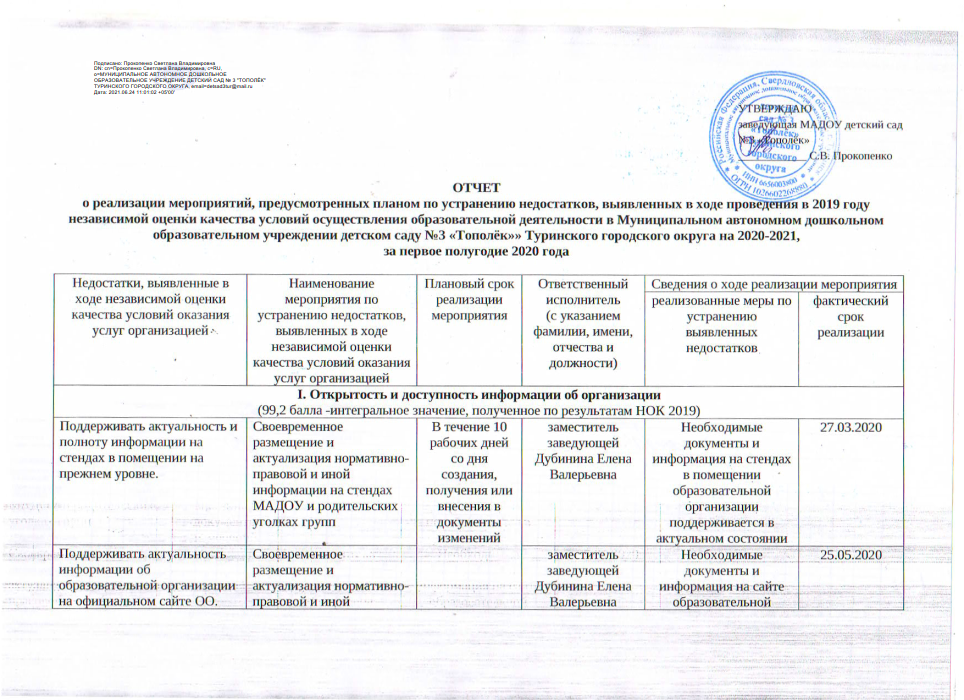 Подписано: Прокопенко Светлана Владимировна
DN: cn=Прокопенко Светлана Владимировна, c=RU,
o=МУНИЦИПАЛЬНОЕ АВТОНОМНОЕ ДОШКОЛЬНОЕ
ОБРАЗОВАТЕЛЬНОЕ УЧРЕЖДЕНИЕ ДЕТСКИЙ САД № 3 "ТОПОЛЁК"
ТУРИНСКОГО ГОРОДСКОГО ОКРУГА, email=detsad3tur@mail.ru
Дата: 2021.06.24 11:01:02 +05'00'
УТВЕРЖДАЮ
заведующая МАДОУ детский сад
№3 «Тополёк»
С.В. Прокопенко
Российская Федерация, Свердловская
сад № 3
«Тополёк»
городского
округа
ОТЧЕТ
о реализации мероприятий, предусмотренных планом по устранению недостатков, выявленных в ходе проведения в 2019 году
независимой оценки качества условий осуществления образовательной деятельности в Муниципальном автономном дошкольном
образовательном учреждении детском саду №3 «Тополёк»» Туринского городского округа на 2020-2021,
за первое полугодие 2020 года
Недостатки, выявленные в
ходе независимой оценки
качества условий оказания
услуг организацией
Наименование
мероприятия по
устранению недостатков,
выявленных в ходе
независимой оценки
качества условий оказания
услуг организацией
Плановый срок
реализации
мероприятия
Ответственный
исполнитель
(с указанием
фамилии, имени,
отчества и
должности)
Сведения о ходе реализации мероприятия
реализованные меры по
устранению
выявленных
недостатков
фактический
срок
реализации
I. Открытость и доступность информации об организации
(99,2 балла -интегральное значение, полученное по результатам НОК 2019)
Поддерживать актуальность и
полноту информации на
стендах в помещении на
прежнем уровне.
Своевременное
размещение и
актуализация нормативно-
правовой и иной
информации на стендах
МАДОУ и родительских
уголках групп
В течение 10
рабочих дней
со дня
создания,
получения или
внесения в
документы
изменений
заместитель
заведующей
Дубинина Елена
Валерьевна
Необходимые
документы и
информация на стендах
в помещении
образовательной
организации
поддерживается в
актуальном состоянии
27.03.2020
Поддерживать актуальность
информации об
образовательной организации
на официальном сайте ОО.
Своевременное
размещение и
актуализация нормативно-
правовой и иной
заместитель
заведующей
Дубинина Елена
Валерьевна
Необходимые
документы и
информация на сайте
образовательной
25.05.2020